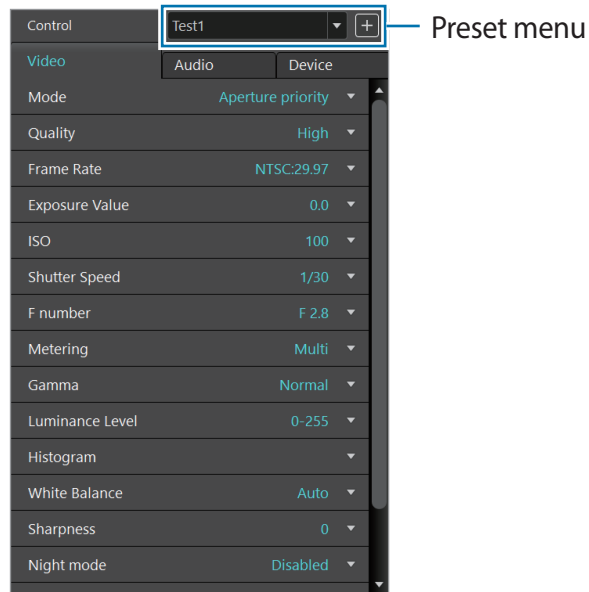 Control Test1 Preset menu
Video Audio Device
Mode Aperture priority
Quality High
Frame Rate NTSC:29.97
Exposure Value 0.0
ISO 100
Shutter Speed 1/30
F number F 2.8
Metering Multi
Gamma Normal
Luminance Level 0-255
Histogram
White Balance Auto
Sharpness 0
Night mode Disabled